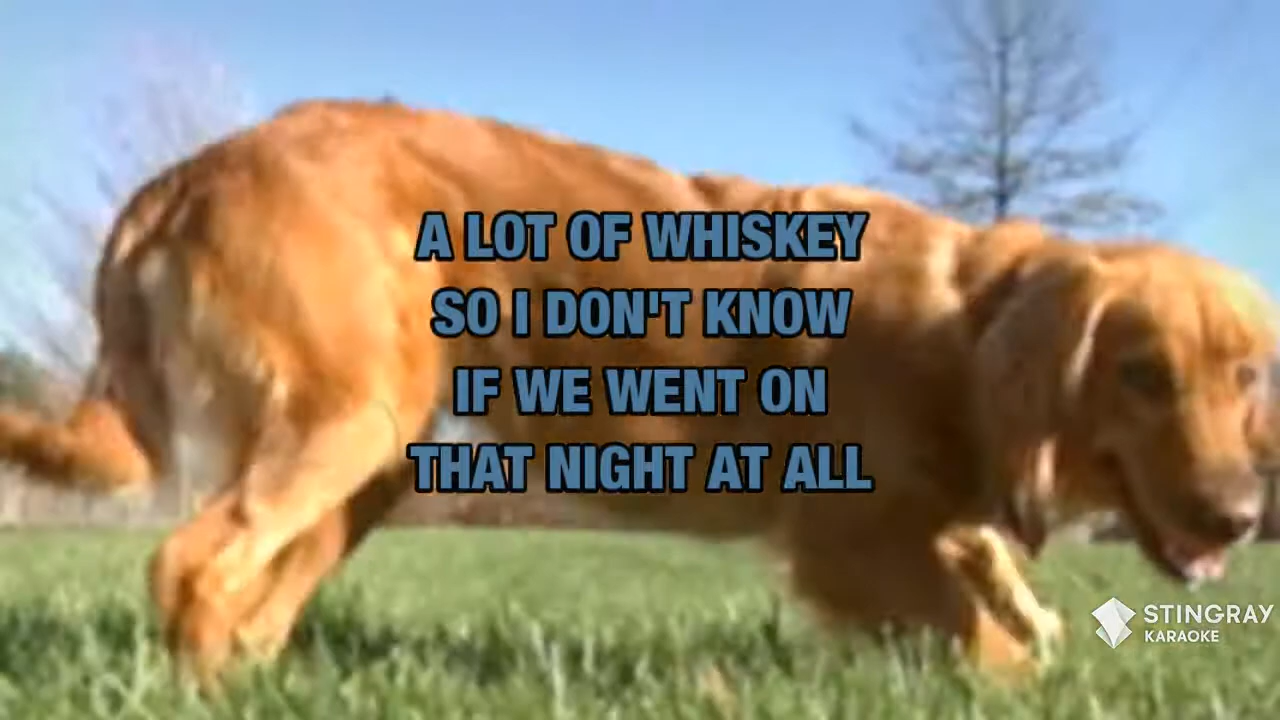 A LOT OF WHISKEY
SO I DON'T KNOW
IF WE WENT ON
THAT NIGHT AT ALL
STINGRAY
KARAOKE